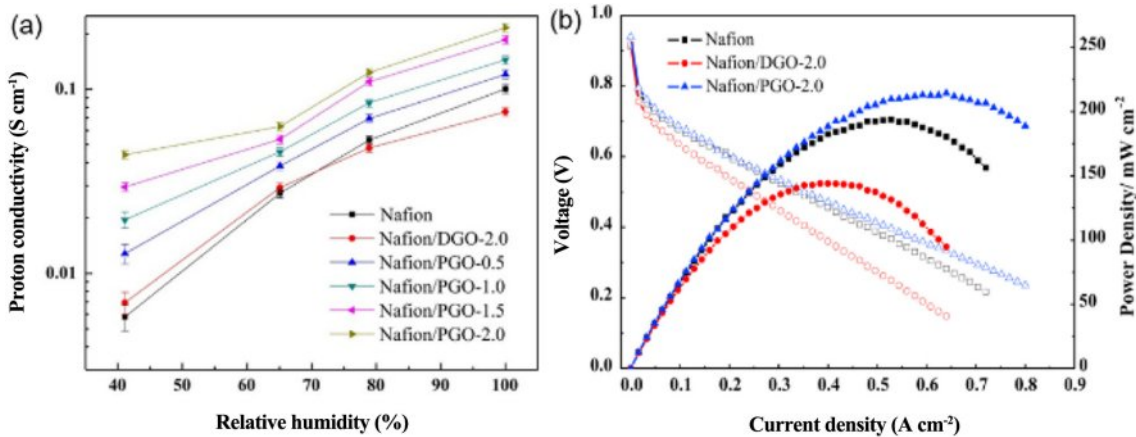 (a)
Proton conductivity (S cm⁻¹)
0.1
0.01
Nafion
Nafion/DGO-2.0
Nafion/PGO-0.5
Nafion/PGO-1.0
Nafion/PGO-1.5
Nafion/PGO-2.0
40 50 60 70 80 90 100
Relative humidity (%)
(b)
Voltage (V)
1.0
0.8
0.6
0.4
0.2
0.0
Nafion
Nafion/DGO-2.0
Nafion/PGO-2.0
250
200
150
100
50
0
Power Density/ mW cm⁻²
0.0 0.1 0.2 0.3 0.4 0.5 0.6 0.7 0.8 0.9
Current density (A cm⁻²)